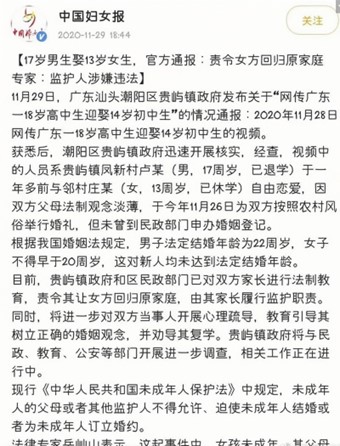 中国妇女报
中国妇女报
2020-11-29 18:44
关注
【17岁男生娶13岁女生，官方通报：责令女方回归原家庭
专家：监护人涉嫌违法】
11月29日，广东汕头潮阳区贵屿镇政府发布关于“网传广东
一18岁高中生迎娶14岁初中生”的情况通报：2020年11月28日
网传广东一18岁高中生迎娶14岁初中生的视频。
获悉后，潮阳区贵屿镇政府迅速开展核实，经查，视频中
的人员系贵屿镇凤新村卢某（男，17周岁，已退学）于一
年多前与邻村庄某（女，13周岁，已休学）自由恋爱，因
双方父母法制观念淡薄，于今年11月26日为双方按照农村风
俗举行婚礼，但未曾到民政部门申办婚姻登记。
根据我国婚姻法规定，男子法定结婚年龄为22周岁，女子
不得早于20周岁，这对新人均未达到法定结婚年龄。
目前，贵屿镇政府和区民政部门已对双方家长进行法制教
育，责令其让女方回归原家庭，由其家长履行监护职责。
同时，将进一步对双方当事人开展心理疏导，教育引导其
树立正确的婚姻观念，并劝导其复学。贵屿镇政府将与民
政、教育、公安等部门开展进一步调查，相关工作正在进
行中。
现行《中华人民共和国未成年人保护法》中规定，未成年
人的父母或者其他监护人不得允许、迫使未成年人结婚或
者为未成年人订立婚约。
法律专家岳屾山表示，这起事件中，女孩未成年，其父母